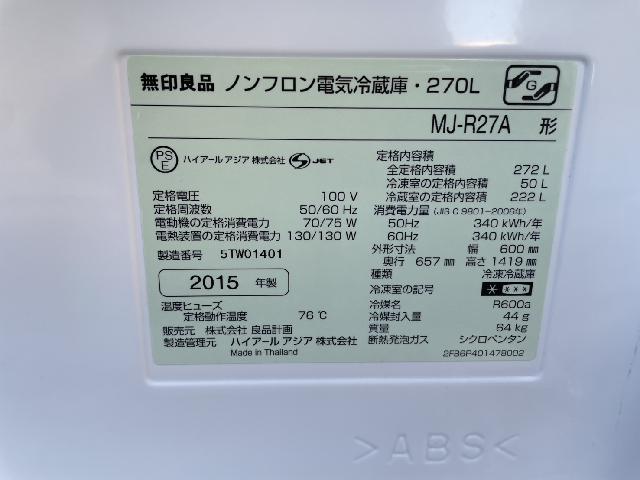 無印良品 ノンフロン電気冷蔵庫・270L
G
MJ-R27A 形
PS E ハイアール アジア 株式会社 S JET
定格電圧 100 V
定格周波数 50/60 Hz
電動機の定格消費電力 70/75 W
電熱装置の定格消費電力 130/130 W
製造番号 5TW01401
2015 年製
温度ヒューズ
定格動作温度 76℃
販売元 株式会社 良品計画
製造管理元 ハイアール アジア 株式会社
Made in Thailand
定格内容積
全定格内容積 272 L
冷凍室の定格内容積 50 L
冷蔵室の定格内容積 222 L
消費電力量 (JIS C 9801-2006年)
50Hz 340 kWh/年
60Hz 340 kWh/年
外形寸法 幅 600 mm
奥行 657 mm 高さ 1419 mm
種類 冷凍冷蔵庫
冷凍室の記号 * ***
冷媒名 R600a
冷媒封入量 44 g
質量 64 kg
断熱発泡ガス シクロペンタン
2FB6P401478002
>ABS<